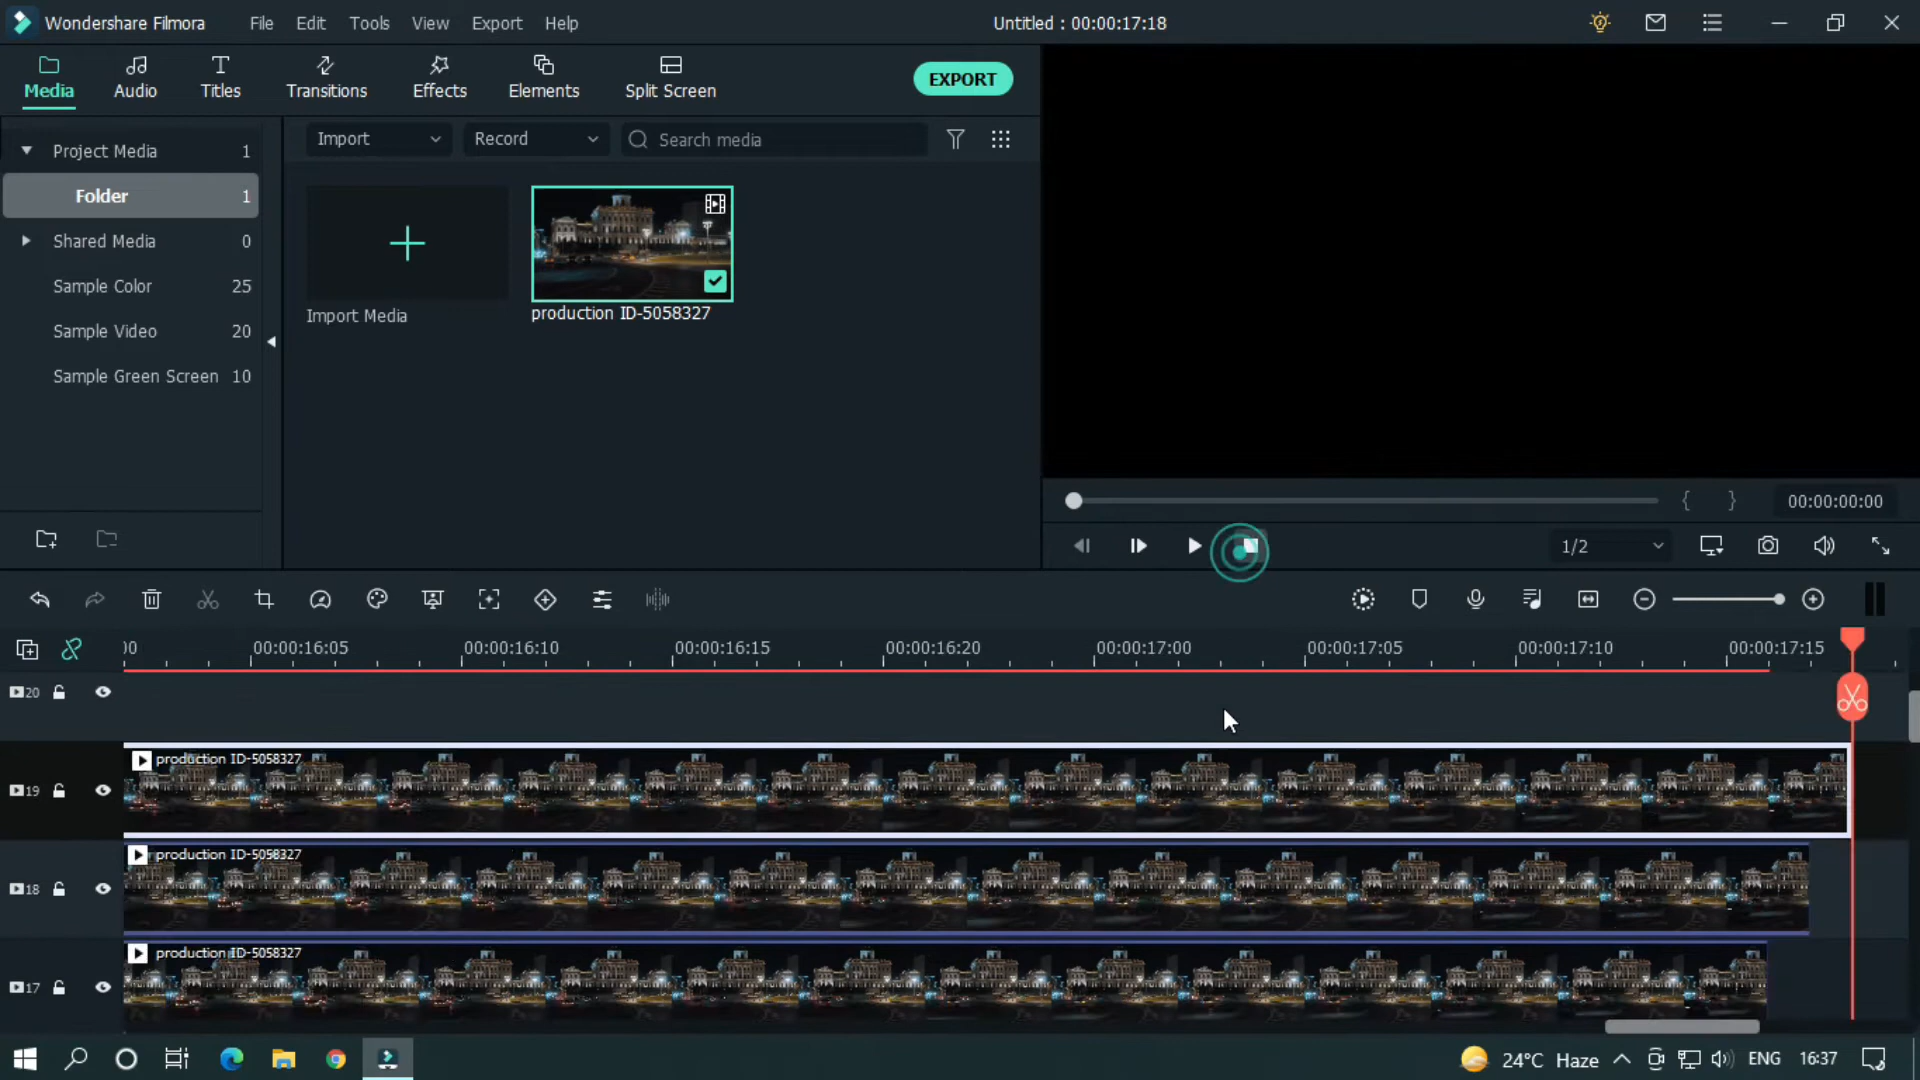 Wondershare Filmora File Edit Tools View Export Help Untitled : 00:00:17:18
Media Audio Titles Transitions Effects Elements Split Screen EXPORT
Project Media 1
Folder 1
Shared Media 0
Sample Color 25
Sample Video 20
Sample Green Screen 10
Import Record Search media
Import Media
production ID-5058327
{ } 00:00:00:00
1/2
00 00:00:16:05 00:00:16:10 00:00:16:15 00:00:16:20 00:00:17:00 00:00:17:05 00:00:17:10 00:00:17:15
20
production ID-5058327
19
production ID-5058327
18
production ID-5058327
17
24°C Haze ENG 16:37